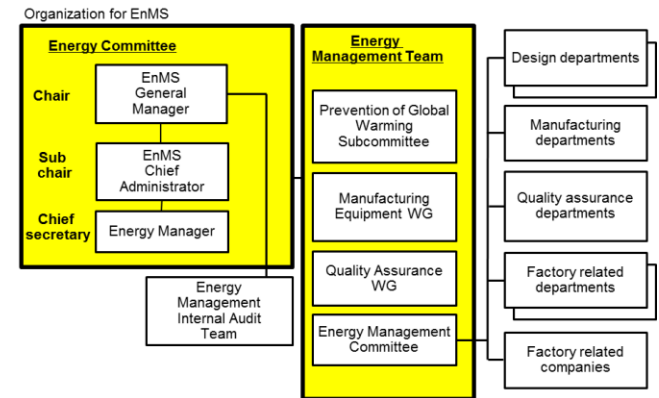 Organization for EnMS
Energy Committee
Chair
EnMS
General
Manager
Sub
chair
EnMS
Chief
Administrator
Chief
secretary
Energy Manager
Energy
Management
Internal Audit
Team
Energy
Management Team
Prevention of Global
Warming
Subcommittee
Manufacturing
Equipment WG
Quality Assurance
WG
Energy Management
Committee
Design departments
Manufacturing
departments
Quality assurance
departments
Factory related
departments
Factory related
companies